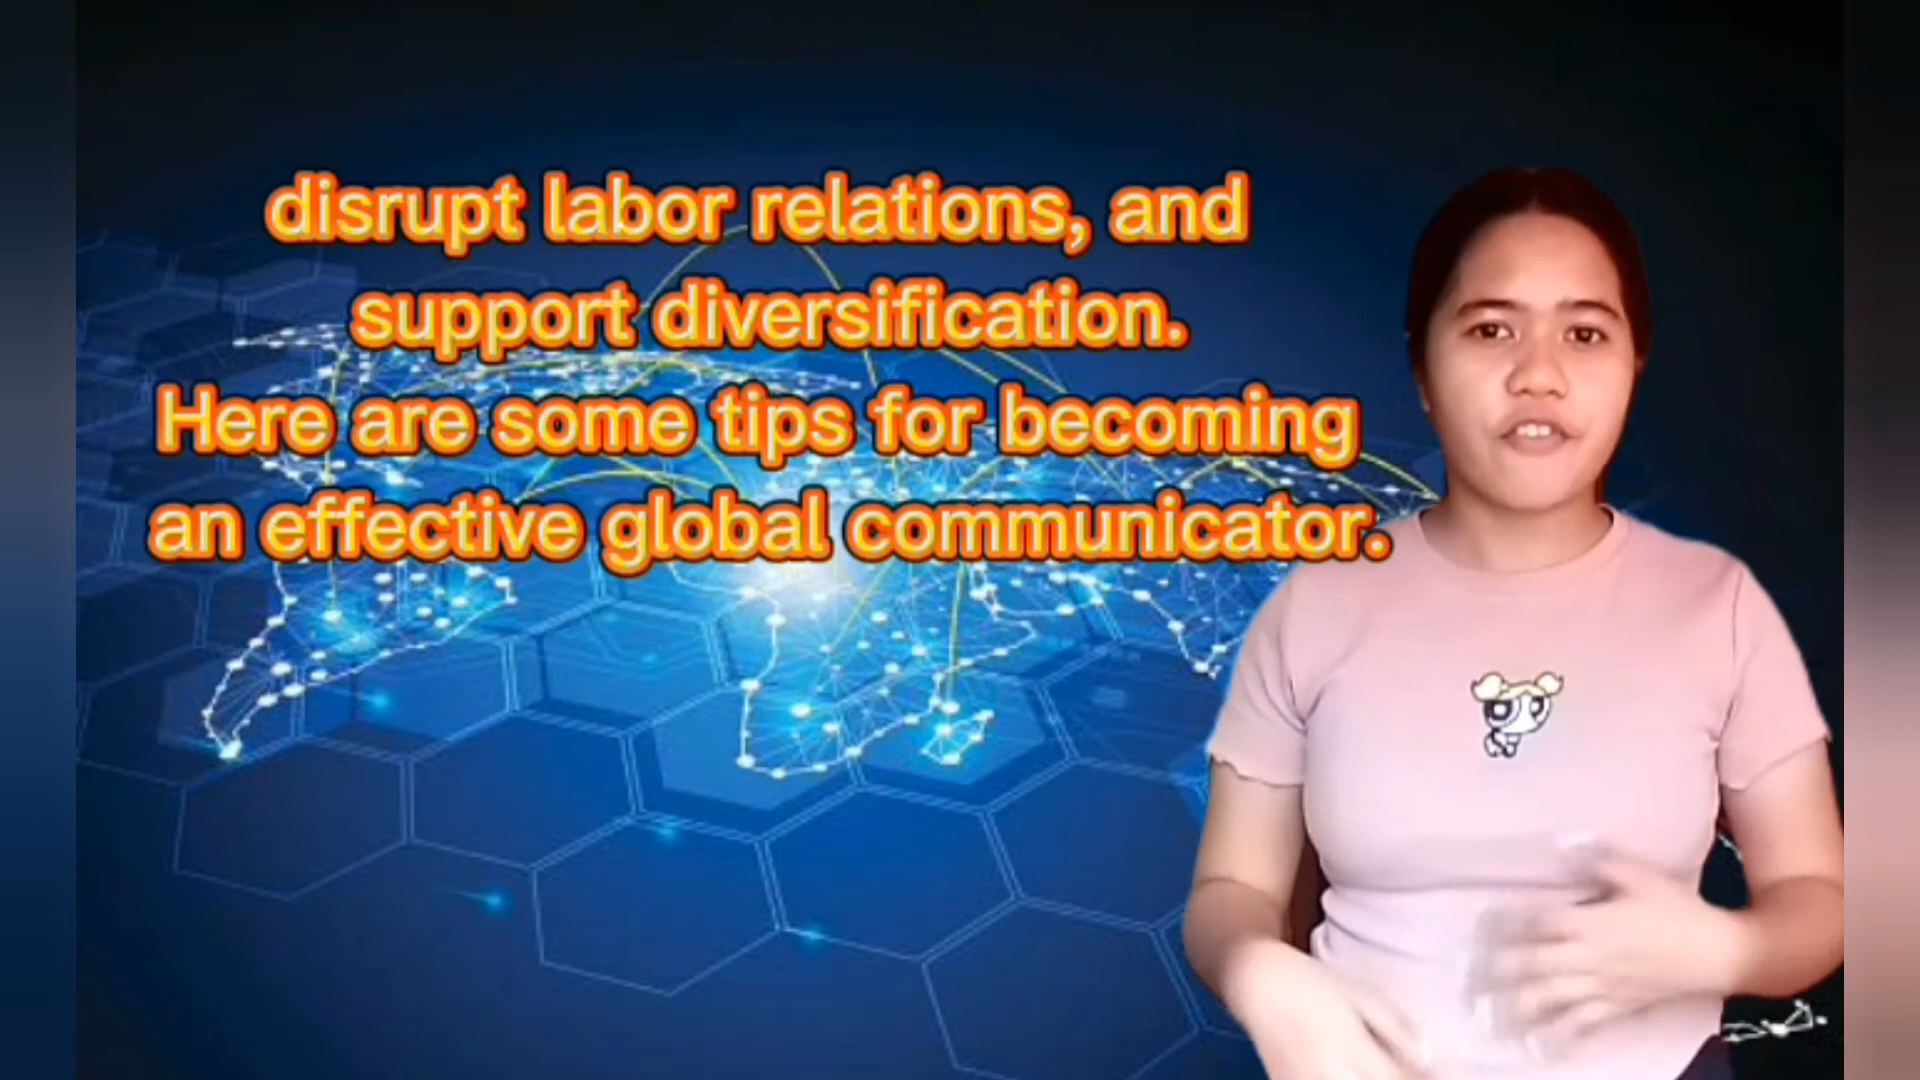 disrupt labor relations, and
support diversification.
Here are some tips for becoming
an effective global communicator.